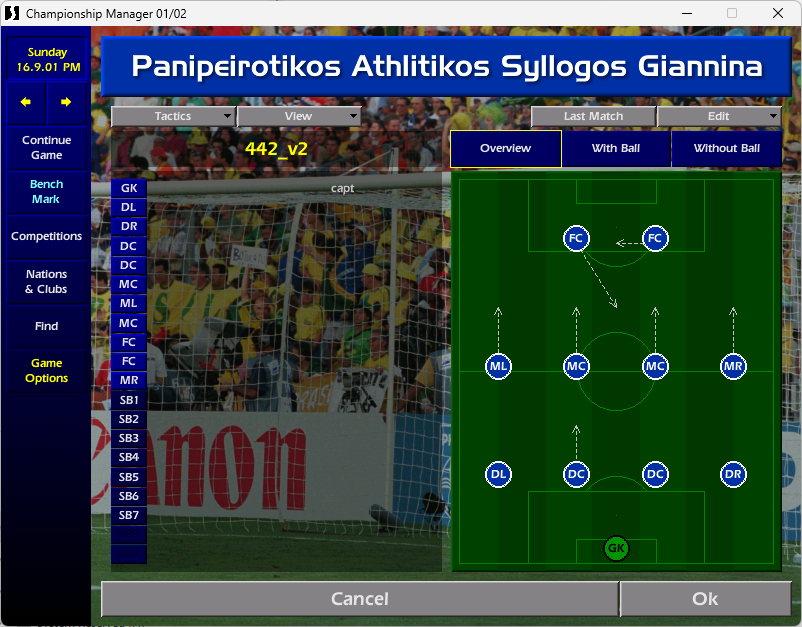 Championship Manager 01/02
Sunday
16.9.01 PM
Continue
Game
Bench
Mark
Competitions
Nations
& Clubs
Find
Game
Options
Panipeirotikos Athlitikos Syllogos Giannina
Tactics
View
Last Match
Edit
442_v2
Overview
With Ball
Without Ball
GK
capt
DL
DR
DC
DC
MC
ML
MC
FC
FC
MR
SB1
SB2
SB3
SB4
SB5
SB6
SB7
FC
FC
ML
MC
MC
MR
DL
DC
DC
DR
GK
anon
Cancel
Ok